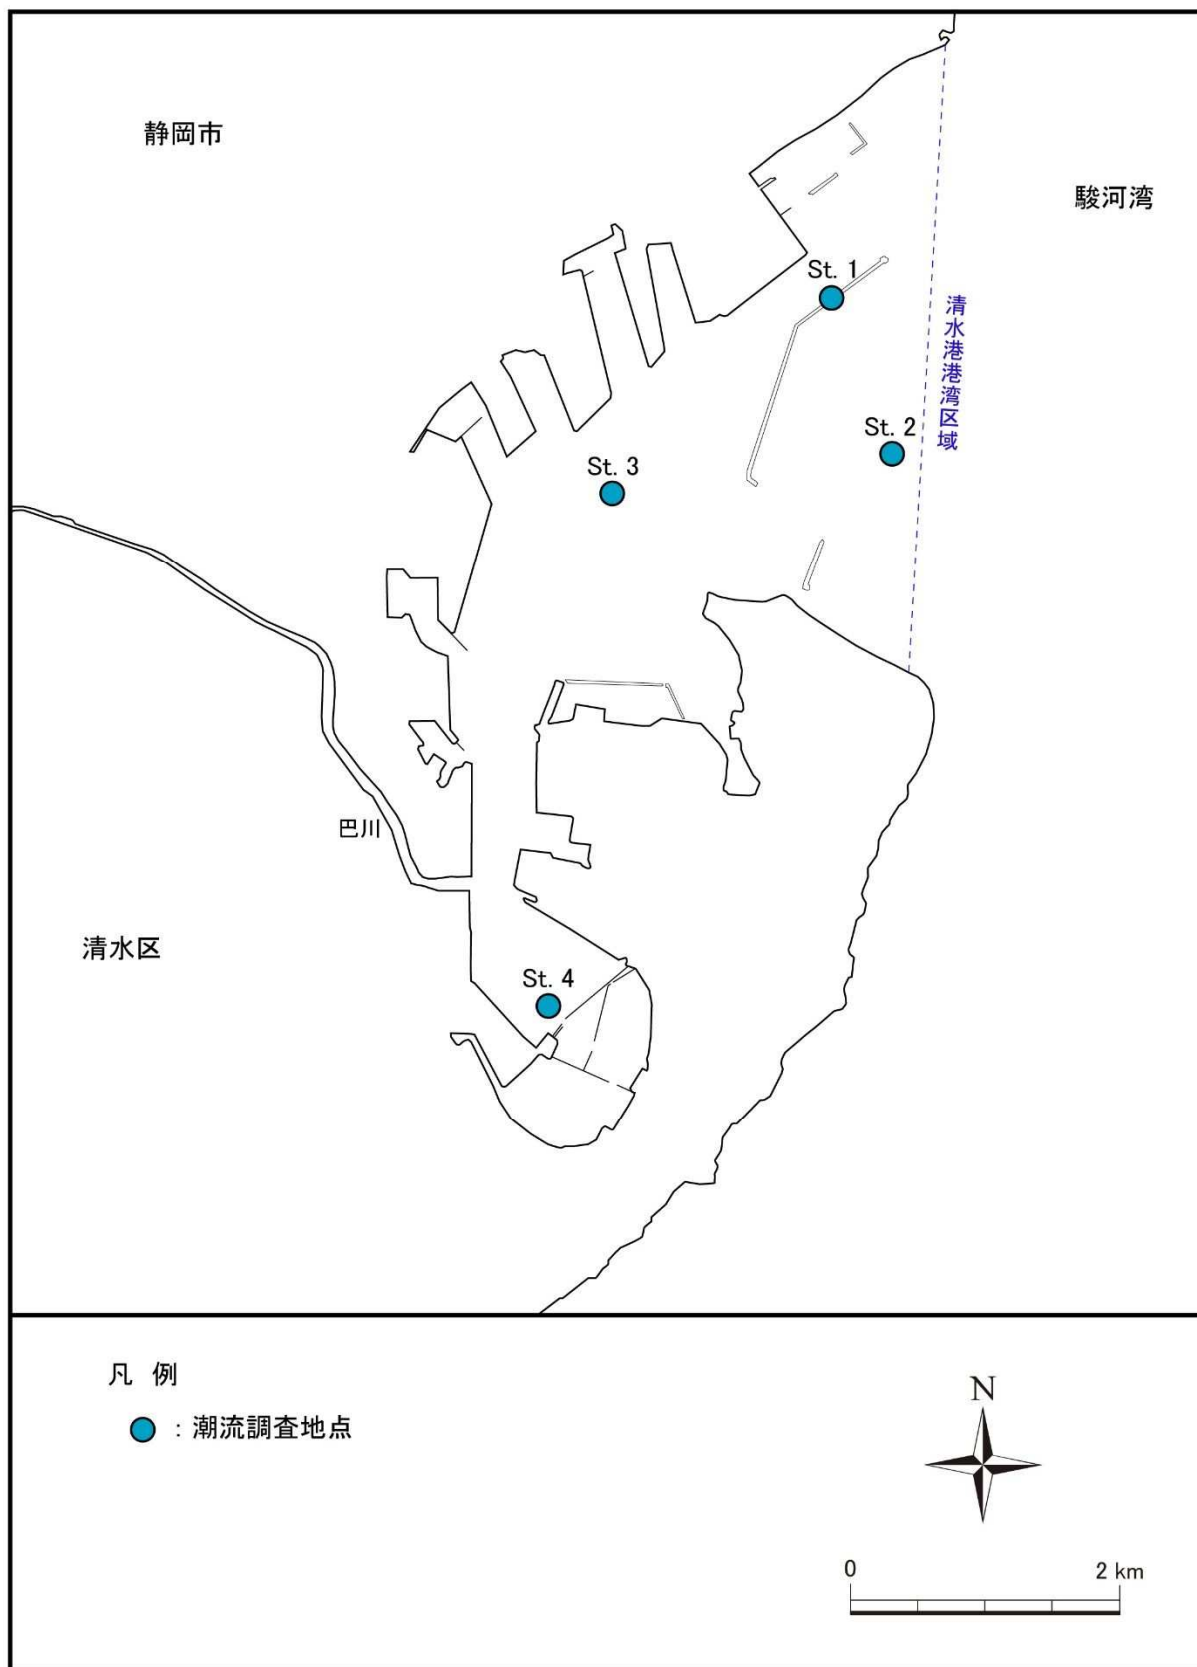 静岡市
駿河湾
St. 1
清水港港湾区域
St. 2
St. 3
巴川
清水区
St. 4
凡 例
：潮流調査地点
N
0
2 km